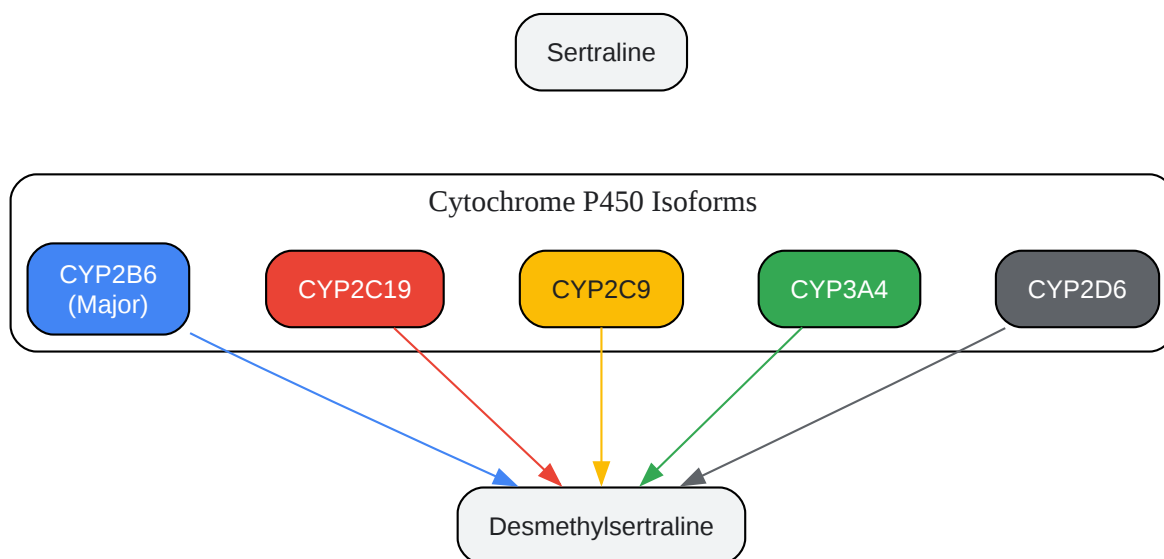 Sertraline
Cytochrome P450 Isoforms
CYP2B6
(Major)
CYP2C19
CYP2C9
CYP3A4
CYP2D6
Desmethylsertraline